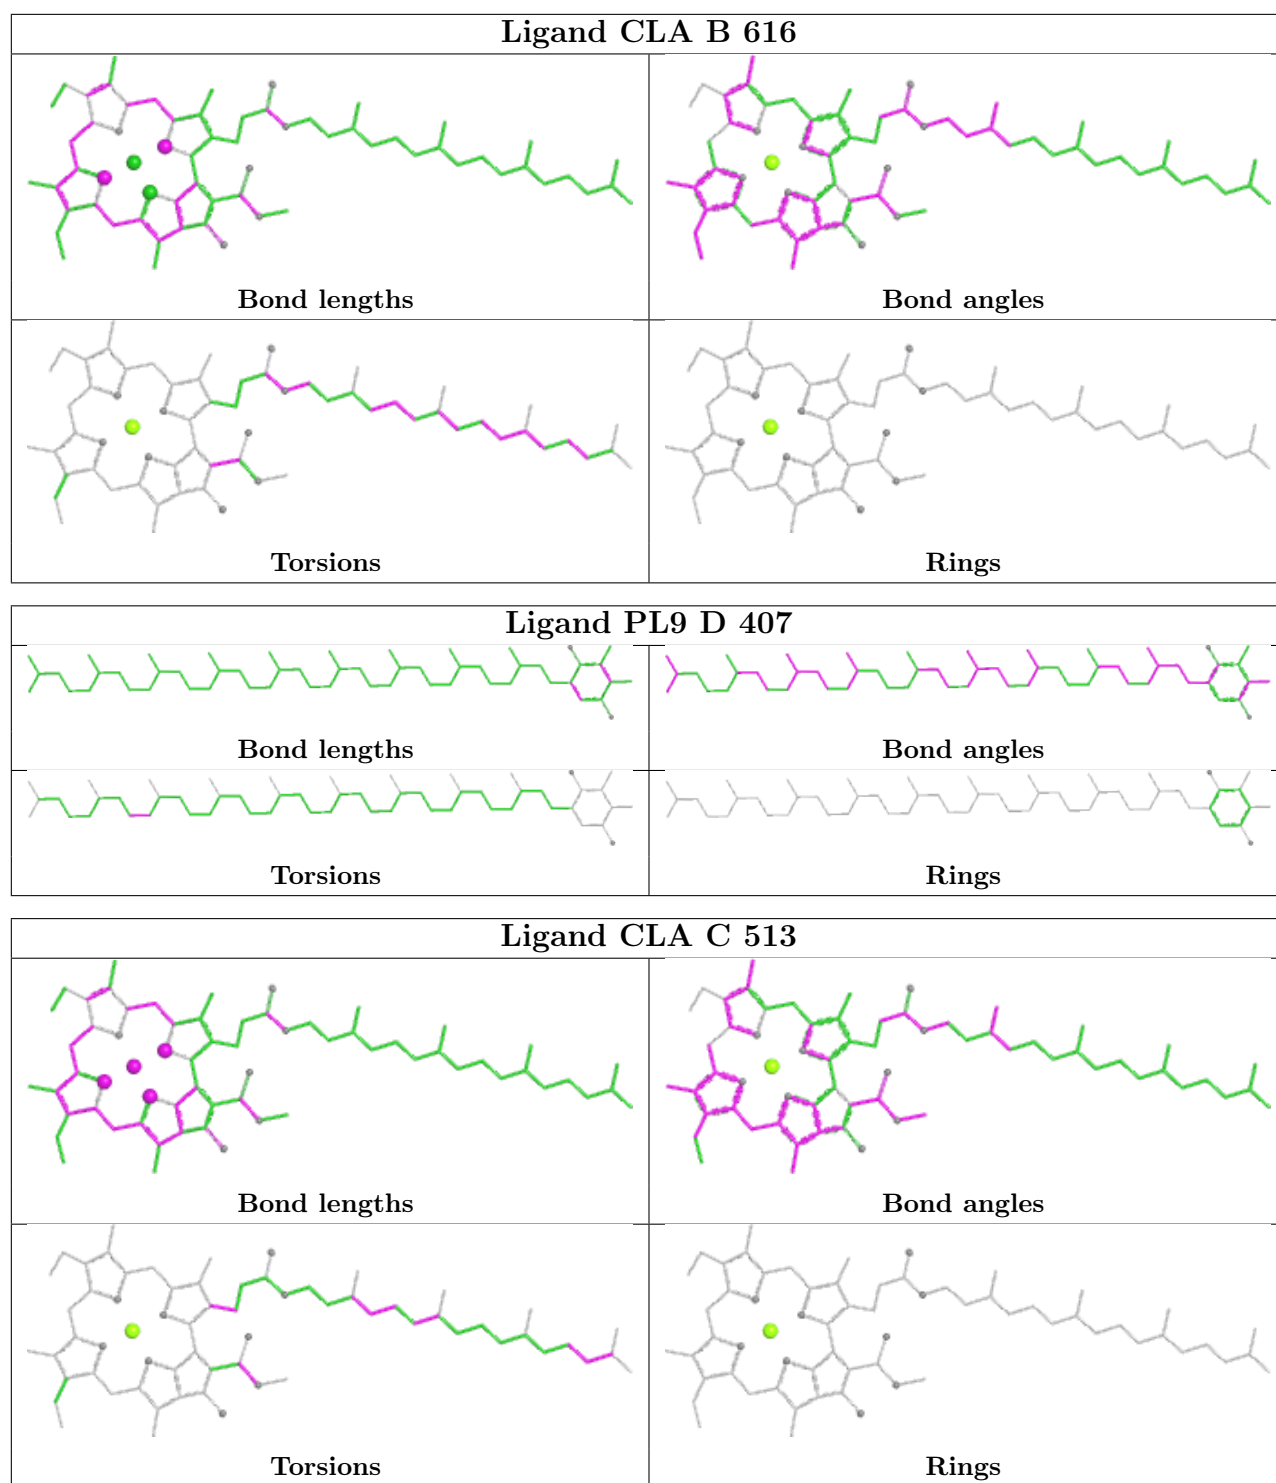 Ligand CLA B 616
Bond lengths
Bond angles
Torsions
Rings
Ligand PL9 D 407
Bond lengths
Bond angles
Torsions
Rings
Ligand CLA C 513
Bond lengths
Bond angles
Torsions
Rings